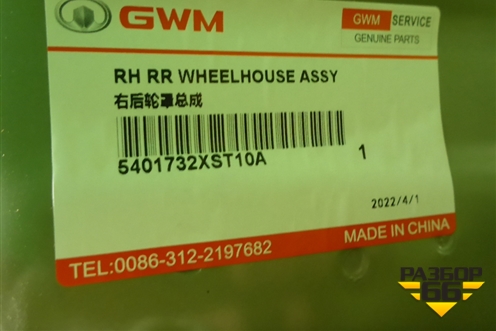 GWM
GWM SERVICE
GENUINE PARTS
RH RR WHEELHOUSE ASSY
右后轮罩总成
5401732XST10A 1
2022/4/1
MADE IN CHINA
TEL:0086-312-2197682
РАЗБОР
66